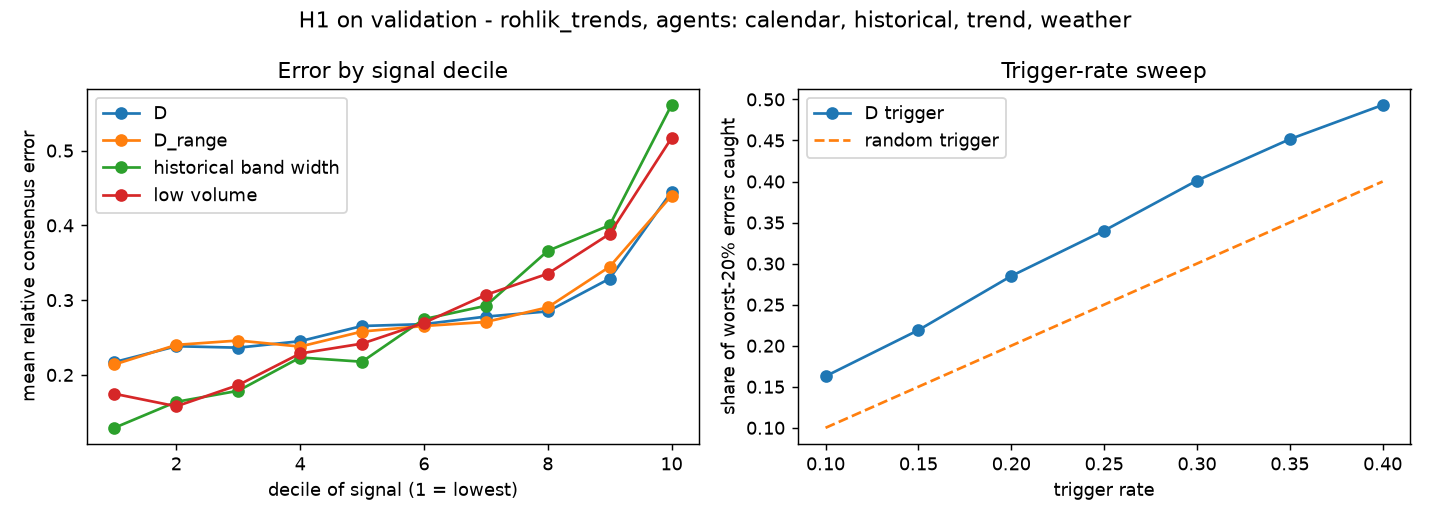 H1 on validation - rohlik_trends, agents: calendar, historical, trend, weather
Error by signal decile
D
D_range
historical band width
low volume
mean relative consensus error
0.5
0.4
0.3
0.2
2
4
6
8
10
decile of signal (1 = lowest)
Trigger-rate sweep
D trigger
random trigger
share of worst-20% errors caught
0.50
0.45
0.40
0.35
0.30
0.25
0.20
0.15
0.10
0.10
0.15
0.20
0.25
0.30
0.35
0.40
trigger rate